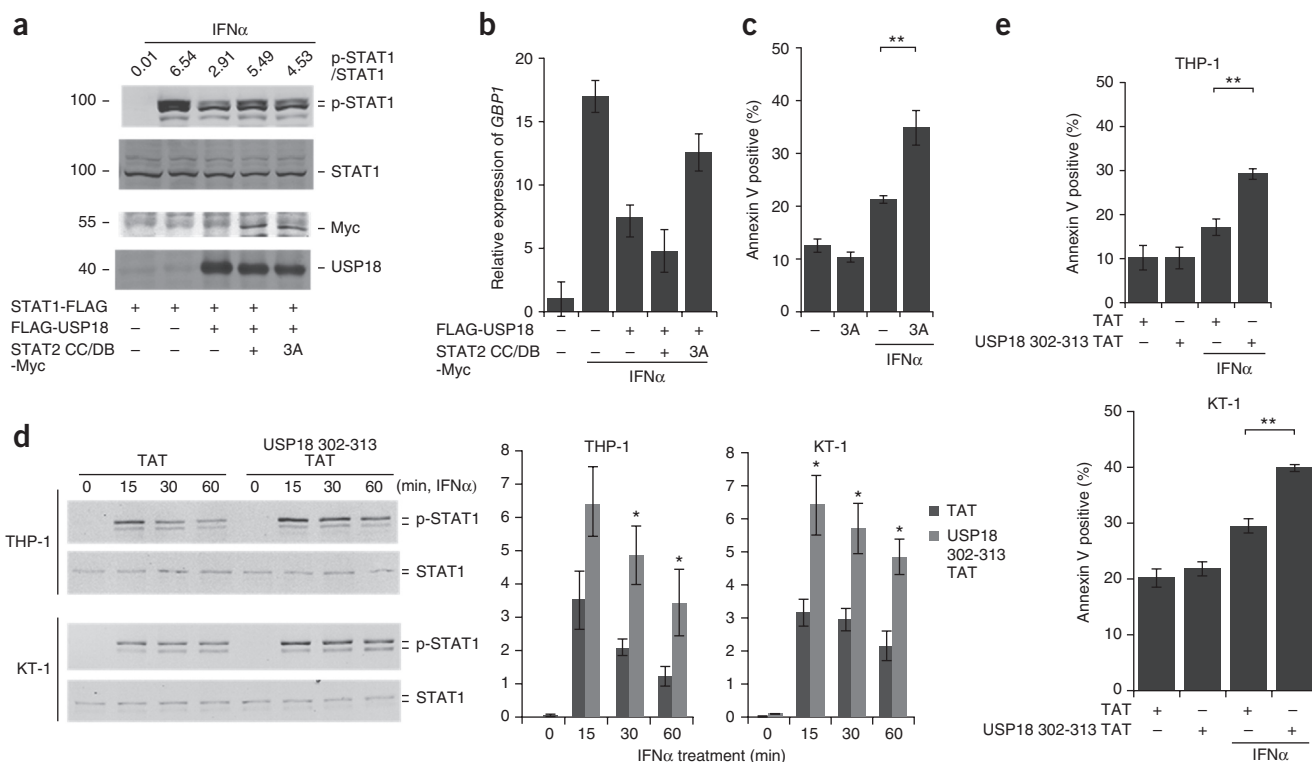 a
IFNα
0.01 6.54 2.91 5.49 4.53 p-STAT1
/STAT1
100 – p-STAT1
100 – STAT1
55 – Myc
40 – USP18
STAT1-FLAG + + + + +
FLAG-USP18 – – + + +
STAT2 CC/DB – – – + 3A
-Myc
b
Relative expression of GBP1
20
15
10
5
0
FLAG-USP18 – – + + +
STAT2 CC/DB – – – + 3A
-Myc
IFNα
c
Annexin V positive (%)
50
40
30
20
10
0
**
– 3A – 3A
IFNα
d
USP18 302-313
TAT TAT
0 15 30 60 0 15 30 60 (min, IFNα)
THP-1
p-STAT1
STAT1
KT-1
p-STAT1
STAT1
THP-1
8
7
6
5
4
3
2
1
0
* *
0 15 30 60
KT-1
8
7
6
5
4
3
2
1
0
* * *
0 15 30 60
IFNα treatment (min)
TAT
USP18
302-313
TAT
e
THP-1
Annexin V positive (%)
50
40
30
20
10
0
**
TAT + – + –
USP18 302-313 TAT – + – +
IFNα
KT-1
Annexin V positive (%)
50
40
30
20
10
0
**
TAT + – + –
USP18 302-313 TAT – + – +
IFNα